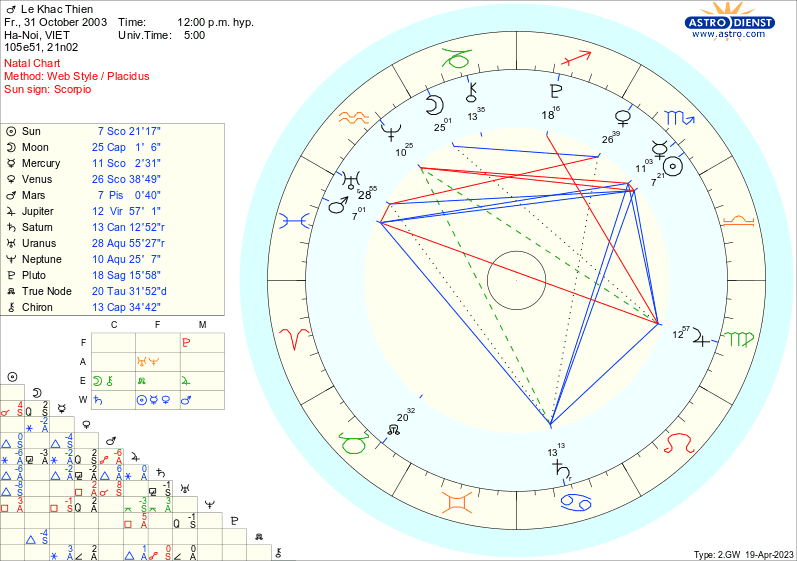 ♂ Le Khac Thien
Fr., 31 October 2003 Time: 12:00 p.m. hyp.
Ha-Noi, VIET Univ.Time: 5:00
105e51, 21n02
Natal Chart
Method: Web Style / Placidus
Sun sign: Scorpio
ASTRO DIENST
www.astro.com
☉ Sun 7 Sco 21'17"
☽ Moon 25 Cap 1' 6"
☿ Mercury 11 Sco 2'31"
♀ Venus 26 Sco 38'49"
♂ Mars 7 Pis 0'40"
♃ Jupiter 12 Vir 57' 1"
♄ Saturn 13 Can 12'52"r
♅ Uranus 28 Aqu 55'27"r
♆ Neptune 10 Aqu 25' 7"
♇ Pluto 18 Sag 15'58"
☊ True Node 20 Tau 31'52"d
⚷ Chiron 13 Cap 34'42"
C F M
F ♇
A ♅ ♆
E ☽ ⚷ ☊ ♃
W ♄ ☉ ☿ ♀ ♂
25 01
13 35
18 16
26 39
11 03
7 21
10 25
28 55
r
7 01
12 57
20 32
13 13
r
Type: 2.GW 19-Apr-2023